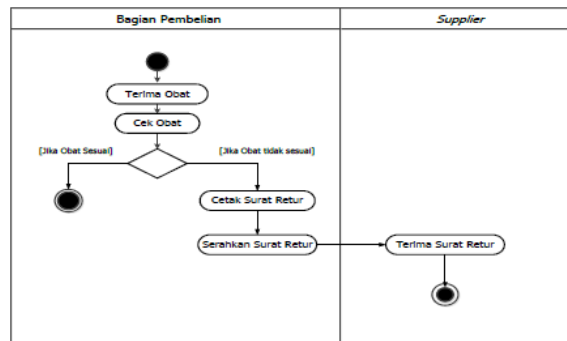 Bagian Pembelian
Supplier
Terima Obat
Cek Obat
[Jika Obat Sesuai]
[Jika Obat tidak sesuai]
Cetak Surat Retur
Serahkan Surat Retur
Terima Surat Retur